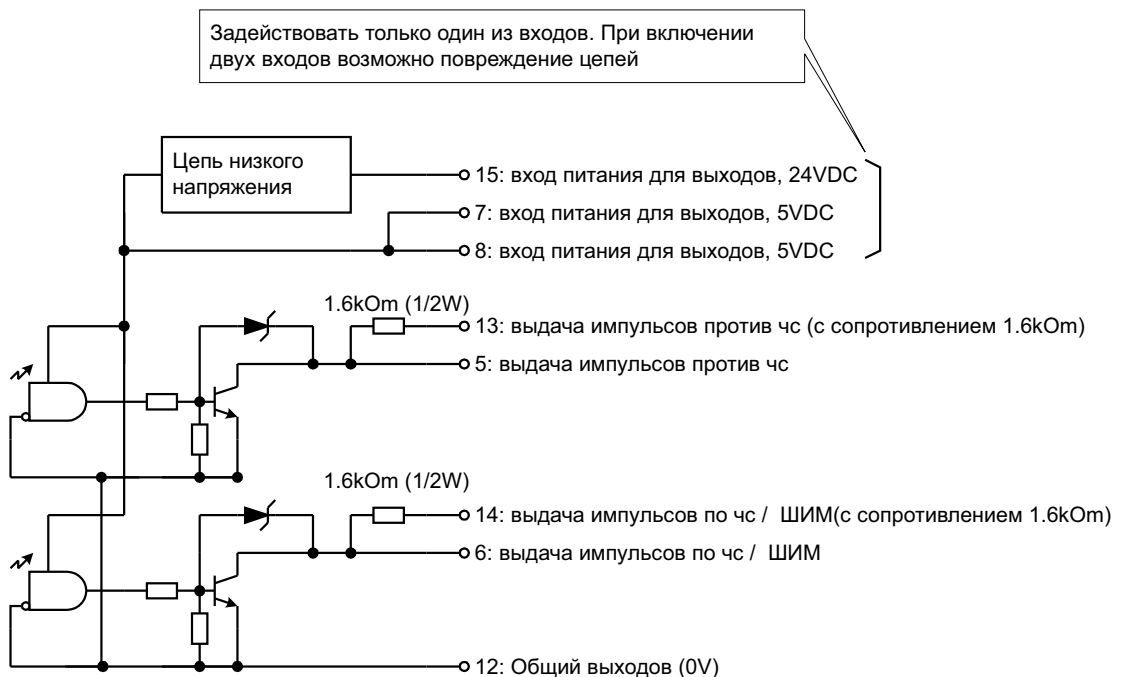 Задействовать только один из входов. При включении
двух входов возможно повреждение цепей
Цепь низкого
напряжения
15: вход питания для выходов, 24VDC
7: вход питания для выходов, 5VDC
8: вход питания для выходов, 5VDC
1.6kOm (1/2W)
13: выдача импульсов против чс (с сопротивлением 1.6kOm)
5: выдача импульсов против чс
1.6kOm (1/2W)
14: выдача импульсов по чс / ШИМ(с сопротивлением 1.6kOm)
6: выдача импульсов по чс / ШИМ
12: Общий выходов (0V)